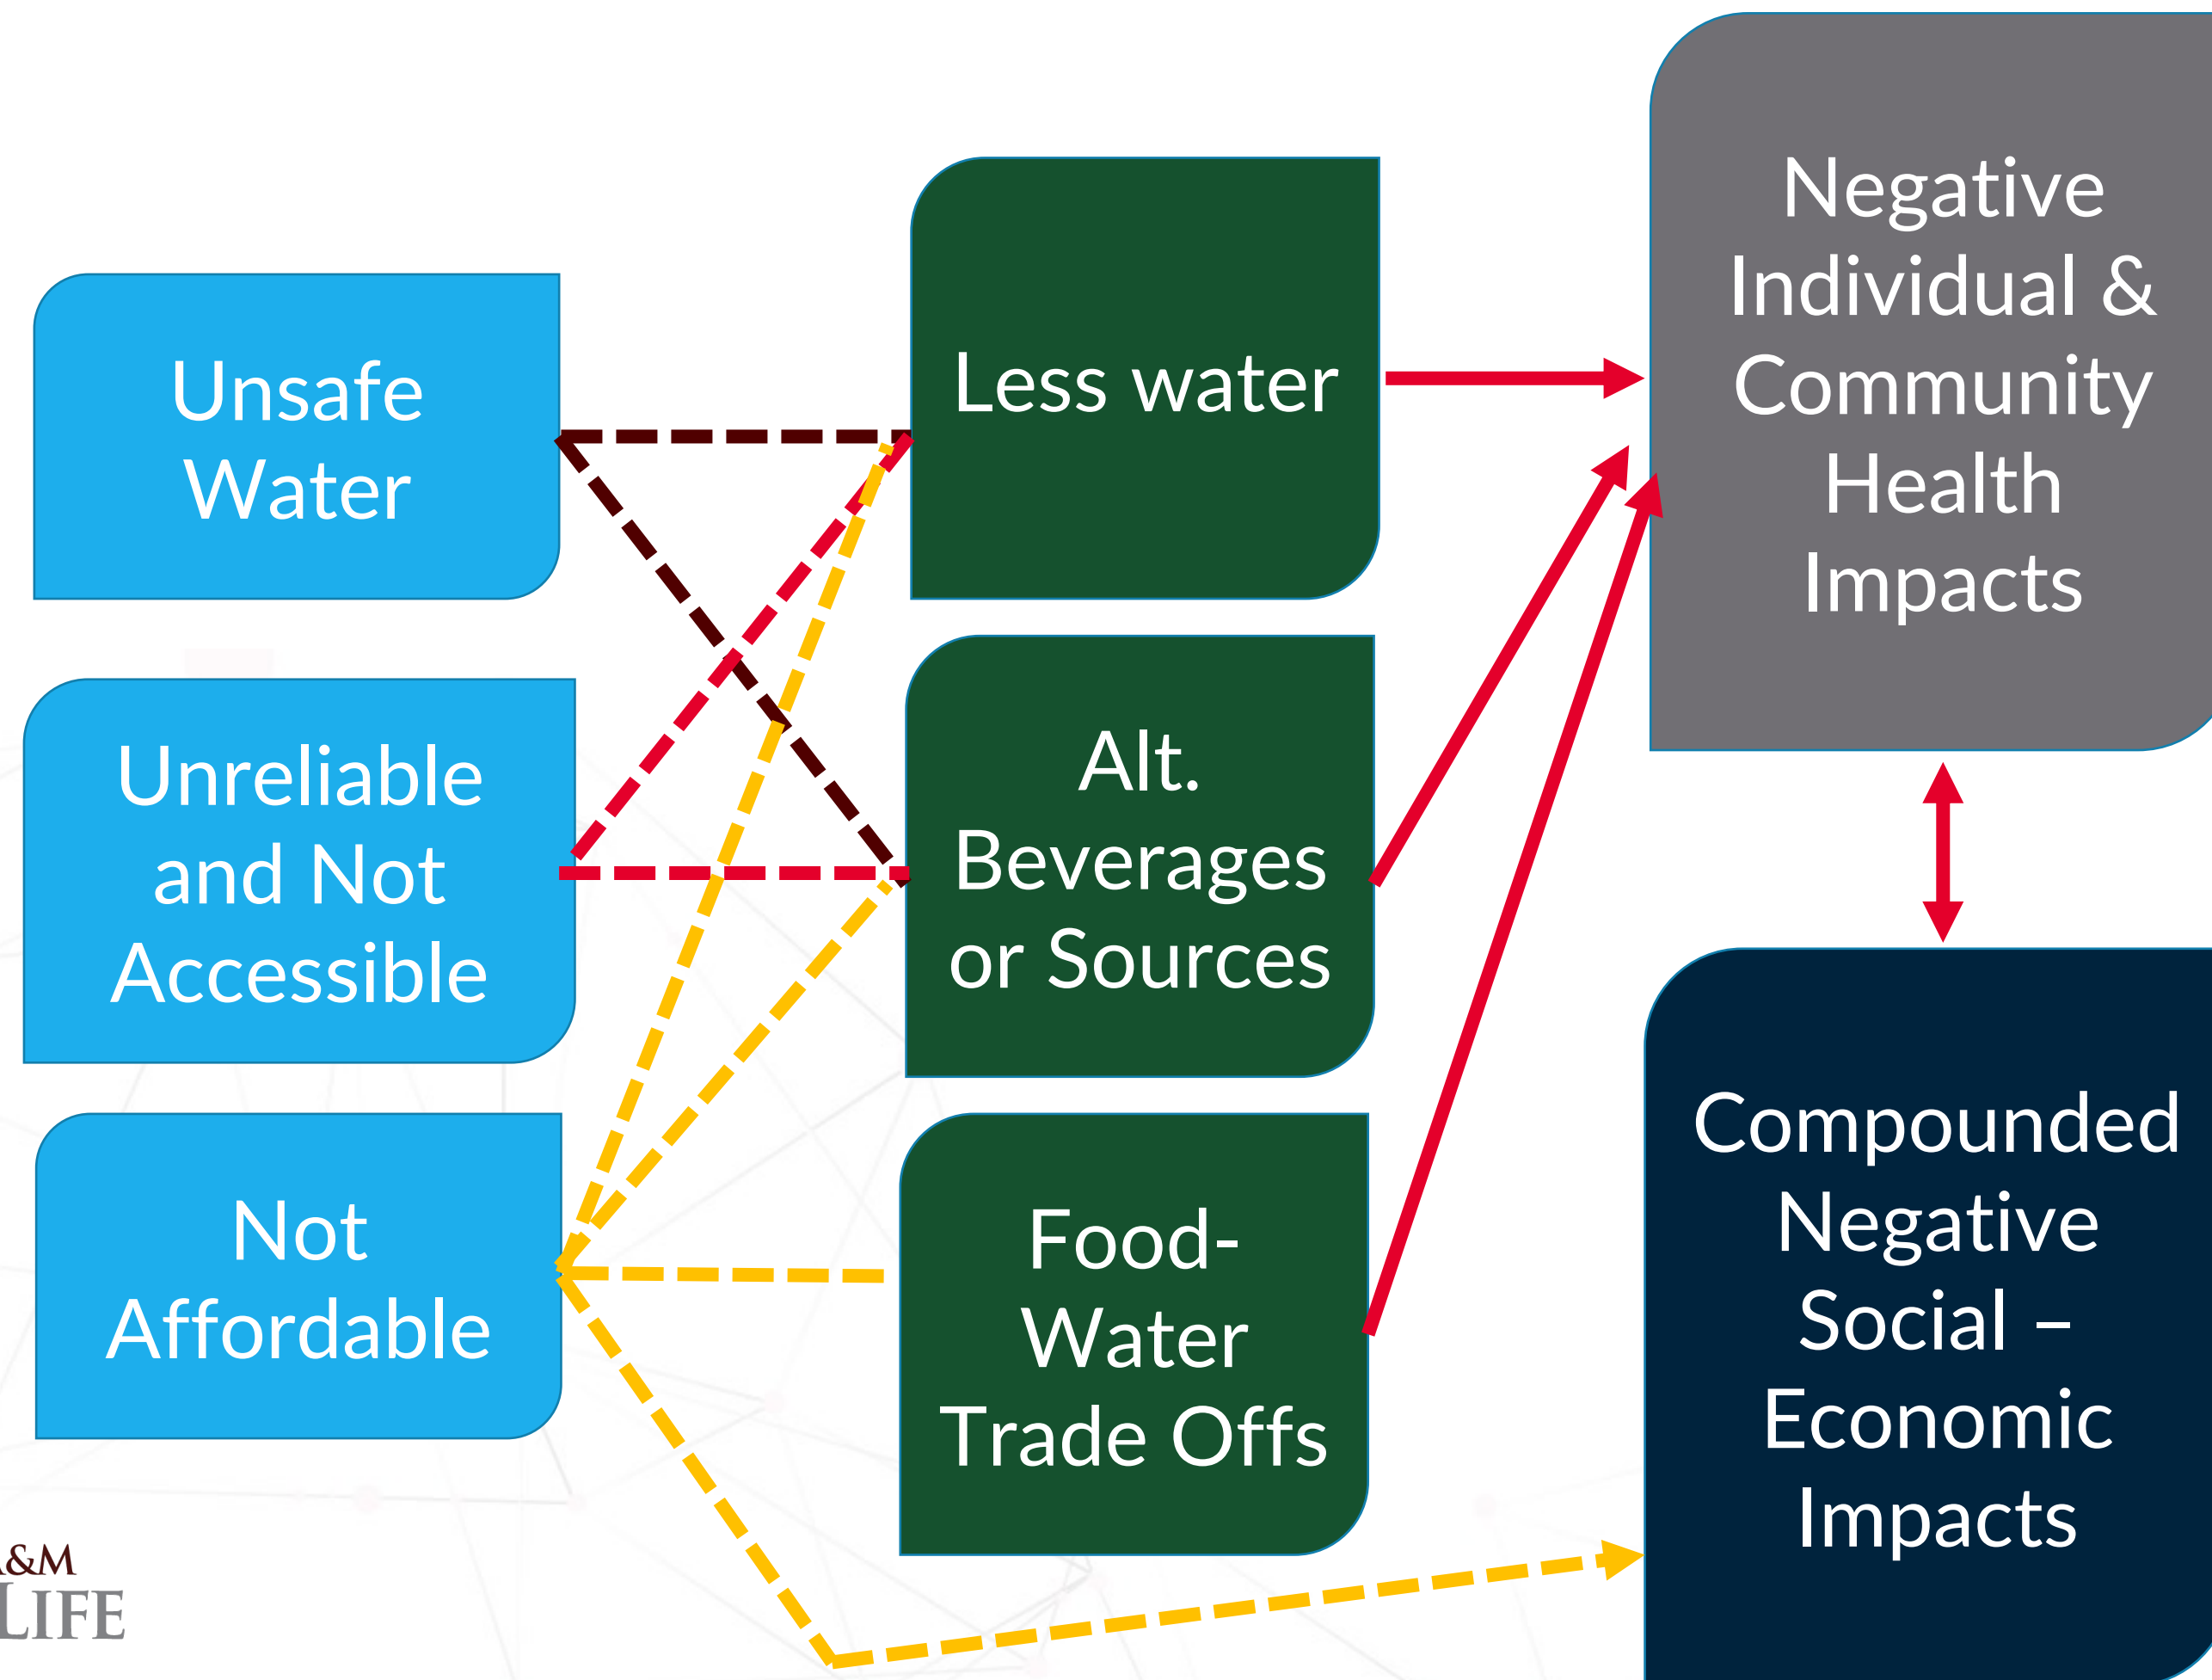 Unsafe
Water
Unreliable
and Not
Accessible
Not
Affordable
Less water
Alt.
Beverages
or Sources
Food-
Water
Trade Offs
Negative
Individual &
Community
Health
Impacts
Compounded
Negative
Social –
Economic
Impacts
&M
LIFE